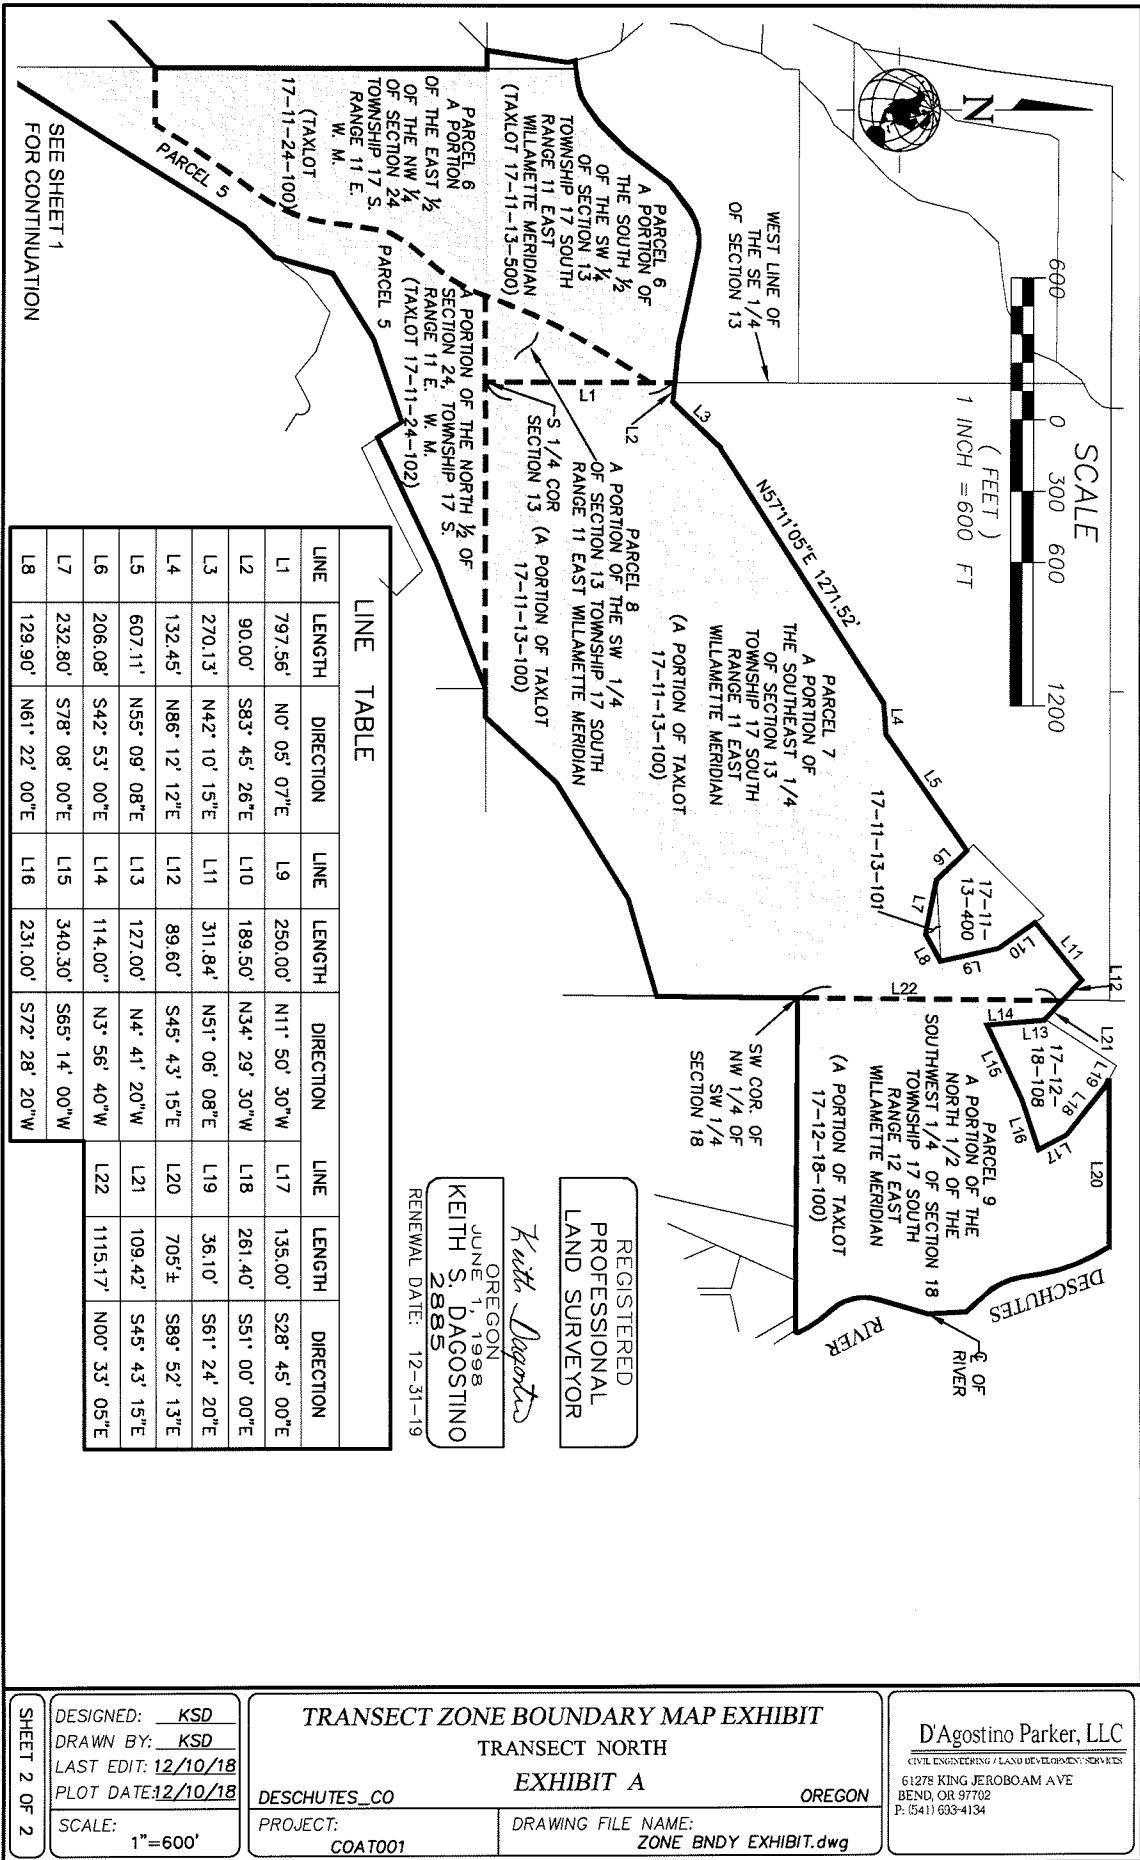 SCALE
600 0 300 600 1200
( FEET )
1 INCH = 600 FT
N
WEST LINE OF
THE SE 1/4
OF SECTION 13
PARCEL 6
A PORTION OF
THE SOUTH ½
OF THE SW ¼
OF SECTION 13
TOWNSHIP 17 SOUTH
RANGE 11 EAST
WILLAMETTE MERIDIAN
(TAXLOT 17-11-13-500)
PARCEL 6
A PORTION
OF THE EAST ½
OF THE NW ¼
OF SECTION 24
TOWNSHIP 17 S.
RANGE 11 E.
W. M.
(TAXLOT
17-11-24-100)
PARCEL 5
PARCEL 5
A PORTION OF THE NORTH ½ OF
SECTION 24, TOWNSHIP 17 S.
RANGE 11 E. W. M.
(TAXLOT 17-11-24-102)
SEE SHEET 1
FOR CONTINUATION
L1
L2
L3
N57°11'05"E 1271.52'
L4
L5
L6
L7
L8
L9
L10
L11
L12
L13
L14
L15
L16
L17
L18
L19
L20
L21
L22
S 1/4 COR
SECTION 13
PARCEL 8
A PORTION OF THE SW 1/4
OF SECTION 13 TOWNSHIP 17 SOUTH
RANGE 11 EAST WILLAMETTE MERIDIAN
(A PORTION OF TAXLOT
17-11-13-100)
PARCEL 7
A PORTION OF
THE SOUTHEAST 1/4
OF SECTION 13
TOWNSHIP 17 SOUTH
RANGE 11 EAST
WILLAMETTE MERIDIAN
(A PORTION OF TAXLOT
17-11-13-100)
17-11-13-101
17-11-
13-400
17-12-
18-108
PARCEL 9
A PORTION OF THE
NORTH 1/2 OF THE
SOUTHWEST 1/4 OF SECTION 18
TOWNSHIP 17 SOUTH
RANGE 12 EAST
WILLAMETTE MERIDIAN
(A PORTION OF TAXLOT
17-12-18-100)
SW COR. OF
NW 1/4 OF
SW 1/4
SECTION 18
DESCHUTES
RIVER
℄ OF
RIVER
LINE TABLE
LINE LENGTH DIRECTION LINE LENGTH DIRECTION LINE LENGTH DIRECTION
L1 797.56' N0° 05' 07"E L9 250.00' N11° 50' 30"W L17 135.00' S28° 45' 00"E
L2 90.00' S83° 45' 26"E L10 189.50' N34° 29' 30"W L18 261.40' S51° 00' 00"E
L3 270.13' N42° 10' 15"E L11 311.84' N51° 06' 08"E L19 36.10' S61° 24' 20"E
L4 132.45' N86° 12' 12"E L12 89.60' S45° 43' 15"E L20 705'± S89° 52' 13"E
L5 607.11' N55° 09' 08"E L13 127.00' N4° 41' 20"W L21 109.42' S45° 43' 15"E
L6 206.08' S42° 53' 00"E L14 114.00'' N3° 56' 40"W L22 1115.17' N00° 33' 05"E
L7 232.80' S78° 08' 00"E L15 340.30' S65° 14' 00"W
L8 129.90' N61° 22' 00"E L16 231.00' S72° 28' 20"W
REGISTERED
PROFESSIONAL
LAND SURVEYOR
Keith Dagostino
OREGON
JUNE 1, 1998
KEITH S. DAGOSTINO
2885
RENEWAL DATE: 12-31-19
D'Agostino Parker, LLC
CIVIL ENGINEERING / LAND DEVELOPMENT SERVICES
61278 KING JEROBOAM AVE
BEND, OR 97702
P: (541) 693-4134
TRANSECT ZONE BOUNDARY MAP EXHIBIT
TRANSECT NORTH
EXHIBIT A
DESCHUTES_CO OREGON
PROJECT:
COAT001
DRAWING FILE NAME:
ZONE BNDY EXHIBIT.dwg
DESIGNED: KSD
DRAWN BY: KSD
LAST EDIT: 12/10/18
PLOT DATE: 12/10/18
SCALE:
1"=600'
SHEET 2 OF 2